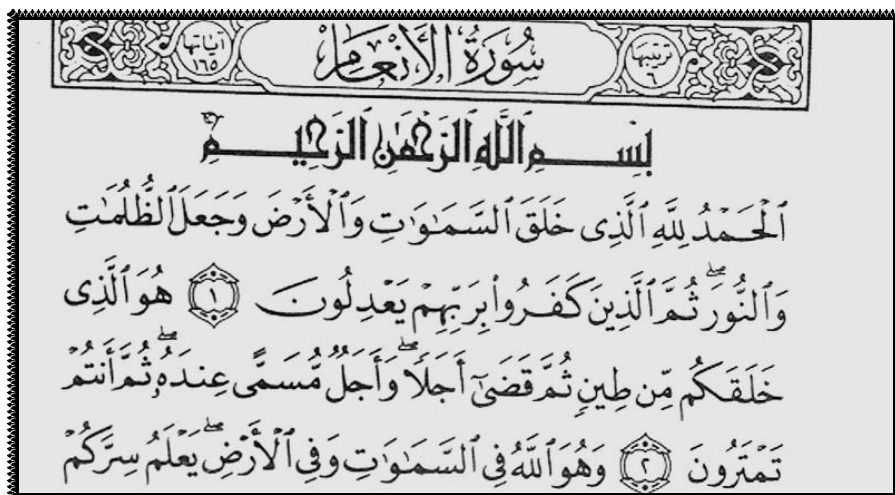 ترتيبها ٦ سُورَةُ الأَنْعَام آياتها ١٦٥
بِسْمِ ٱللَّهِ ٱلرَّحْمَٰنِ ٱلرَّحِيمِ
ٱلْحَمْدُ لِلَّهِ ٱلَّذِى خَلَقَ ٱلسَّمَٰوَٰتِ وَٱلْأَرْضَ وَجَعَلَ ٱلظُّلُمَٰتِ
وَٱلنُّورَ ۖ ثُمَّ ٱلَّذِينَ كَفَرُوا۟ بِرَبِّهِمْ يَعْدِلُونَ ١ هُوَ ٱلَّذِى
خَلَقَكُم مِّن طِينٍ ثُمَّ قَضَىٰٓ أَجَلًا ۖ وَأَجَلٌ مُّسَمًّى عِندَهُۥ ۖ ثُمَّ أَنتُمْ
تَمْتَرُونَ ٢ وَهُوَ ٱللَّهُ فِى ٱلسَّمَٰوَٰتِ وَفِى ٱلْأَرْضِ ۖ يَعْلَمُ سِرَّكُمْ